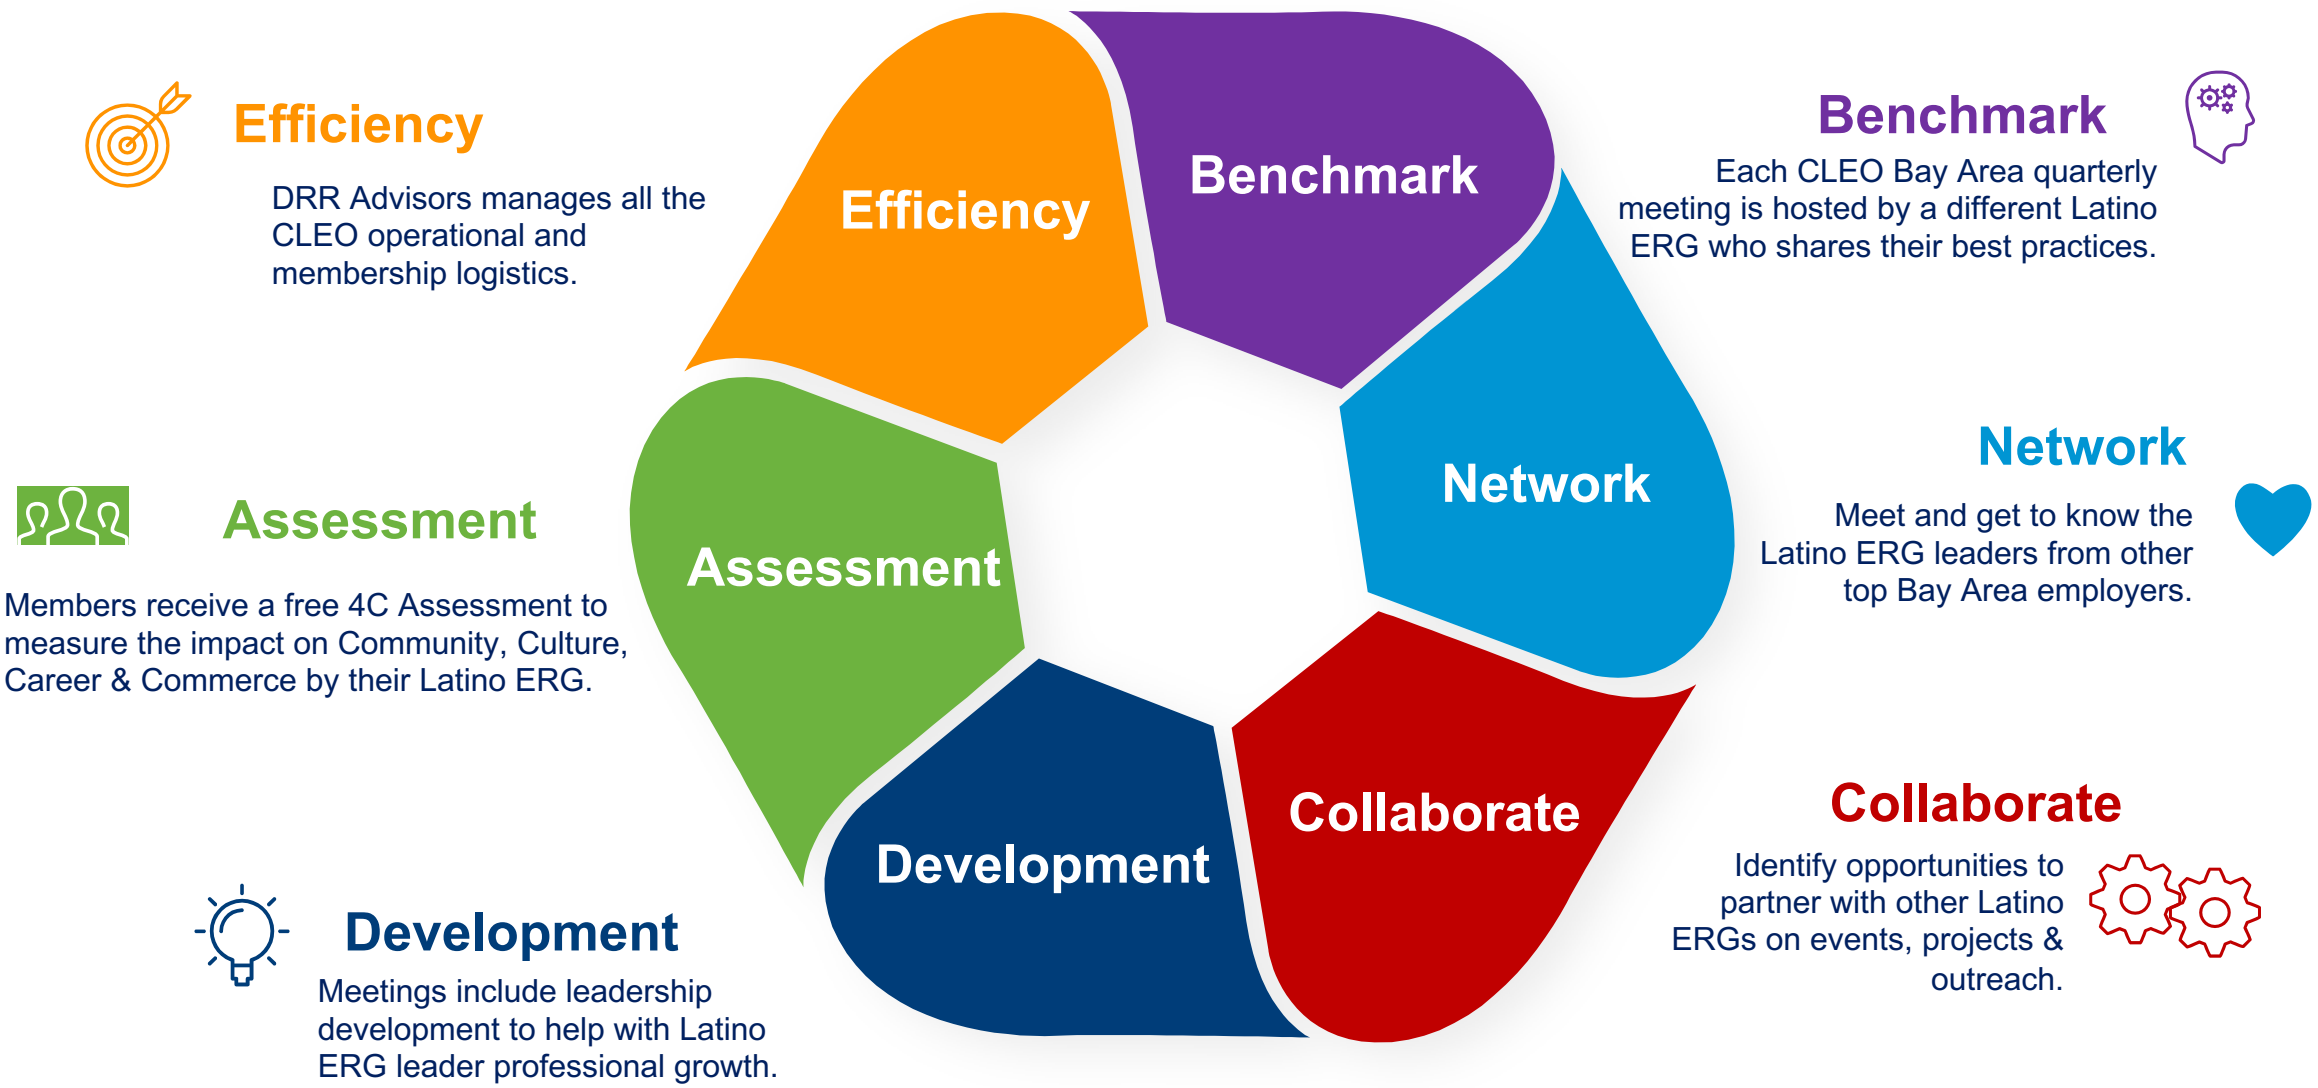 Efficiency
DRR Advisors manages all the
CLEO operational and
membership logistics.
Assessment
Members receive a free 4C Assessment to
measure the impact on Community, Culture,
Career & Commerce by their Latino ERG.
Development
Meetings include leadership
development to help with Latino
ERG leader professional growth.
Efficiency
Benchmark
Network
Collaborate
Development
Assessment
Benchmark
Each CLEO Bay Area quarterly
meeting is hosted by a different Latino
ERG who shares their best practices.
Network
Meet and get to know the
Latino ERG leaders from other
top Bay Area employers.
Collaborate
Identify opportunities to
partner with other Latino
ERGs on events, projects &
outreach.